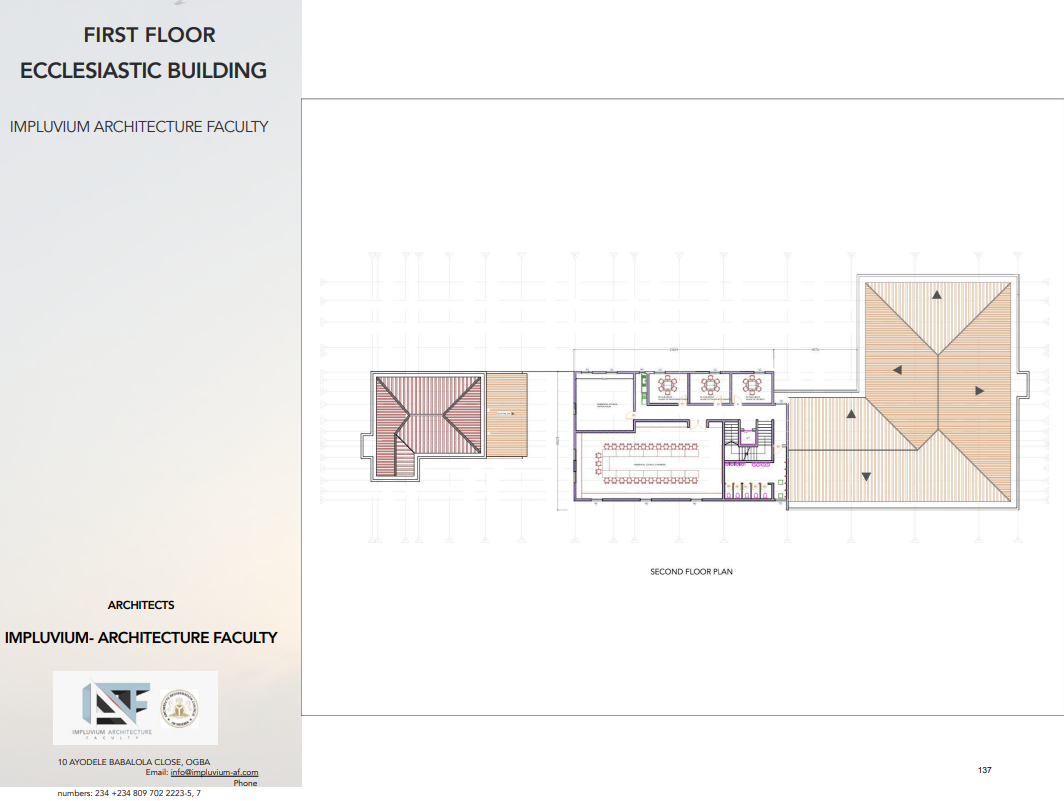 FIRST FLOOR
ECCLESIASTIC BUILDING
IMPLUVIUM ARCHITECTURE FACULTY
SECOND FLOOR PLAN
ARCHITECTS
IMPLUVIUM- ARCHITECTURE FACULTY
IMPLUVIUM ARCHITECTURE
FACULTY
10 AYODELE BABALOLA CLOSE, OGBA
Email: info@impluvium-af.com
Phone
numbers: 234 +234 809 702 2223-5, 7
137